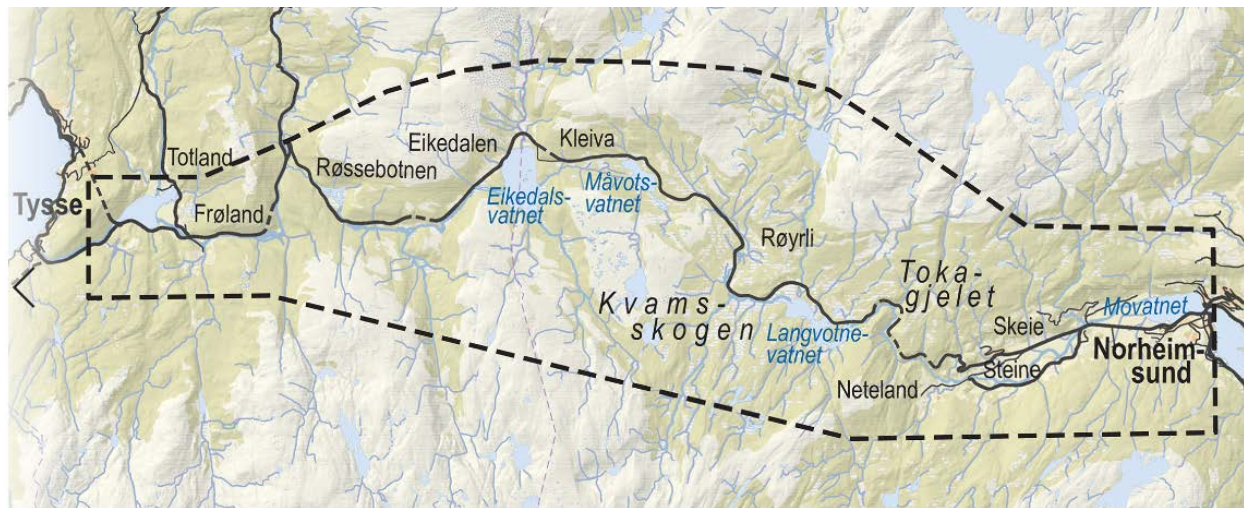 Totland
Tysse
Frøland
Røssebotnen
Eikedalen
Kleiva
Eikedals-
vatnet
Måvots-
vatnet
Røyrli
Kvams-
skogen
Langvotne-
vatnet
Toka-
gjelet
Skeie
Movatnet
Steine
Norheim-
sund
Neteland